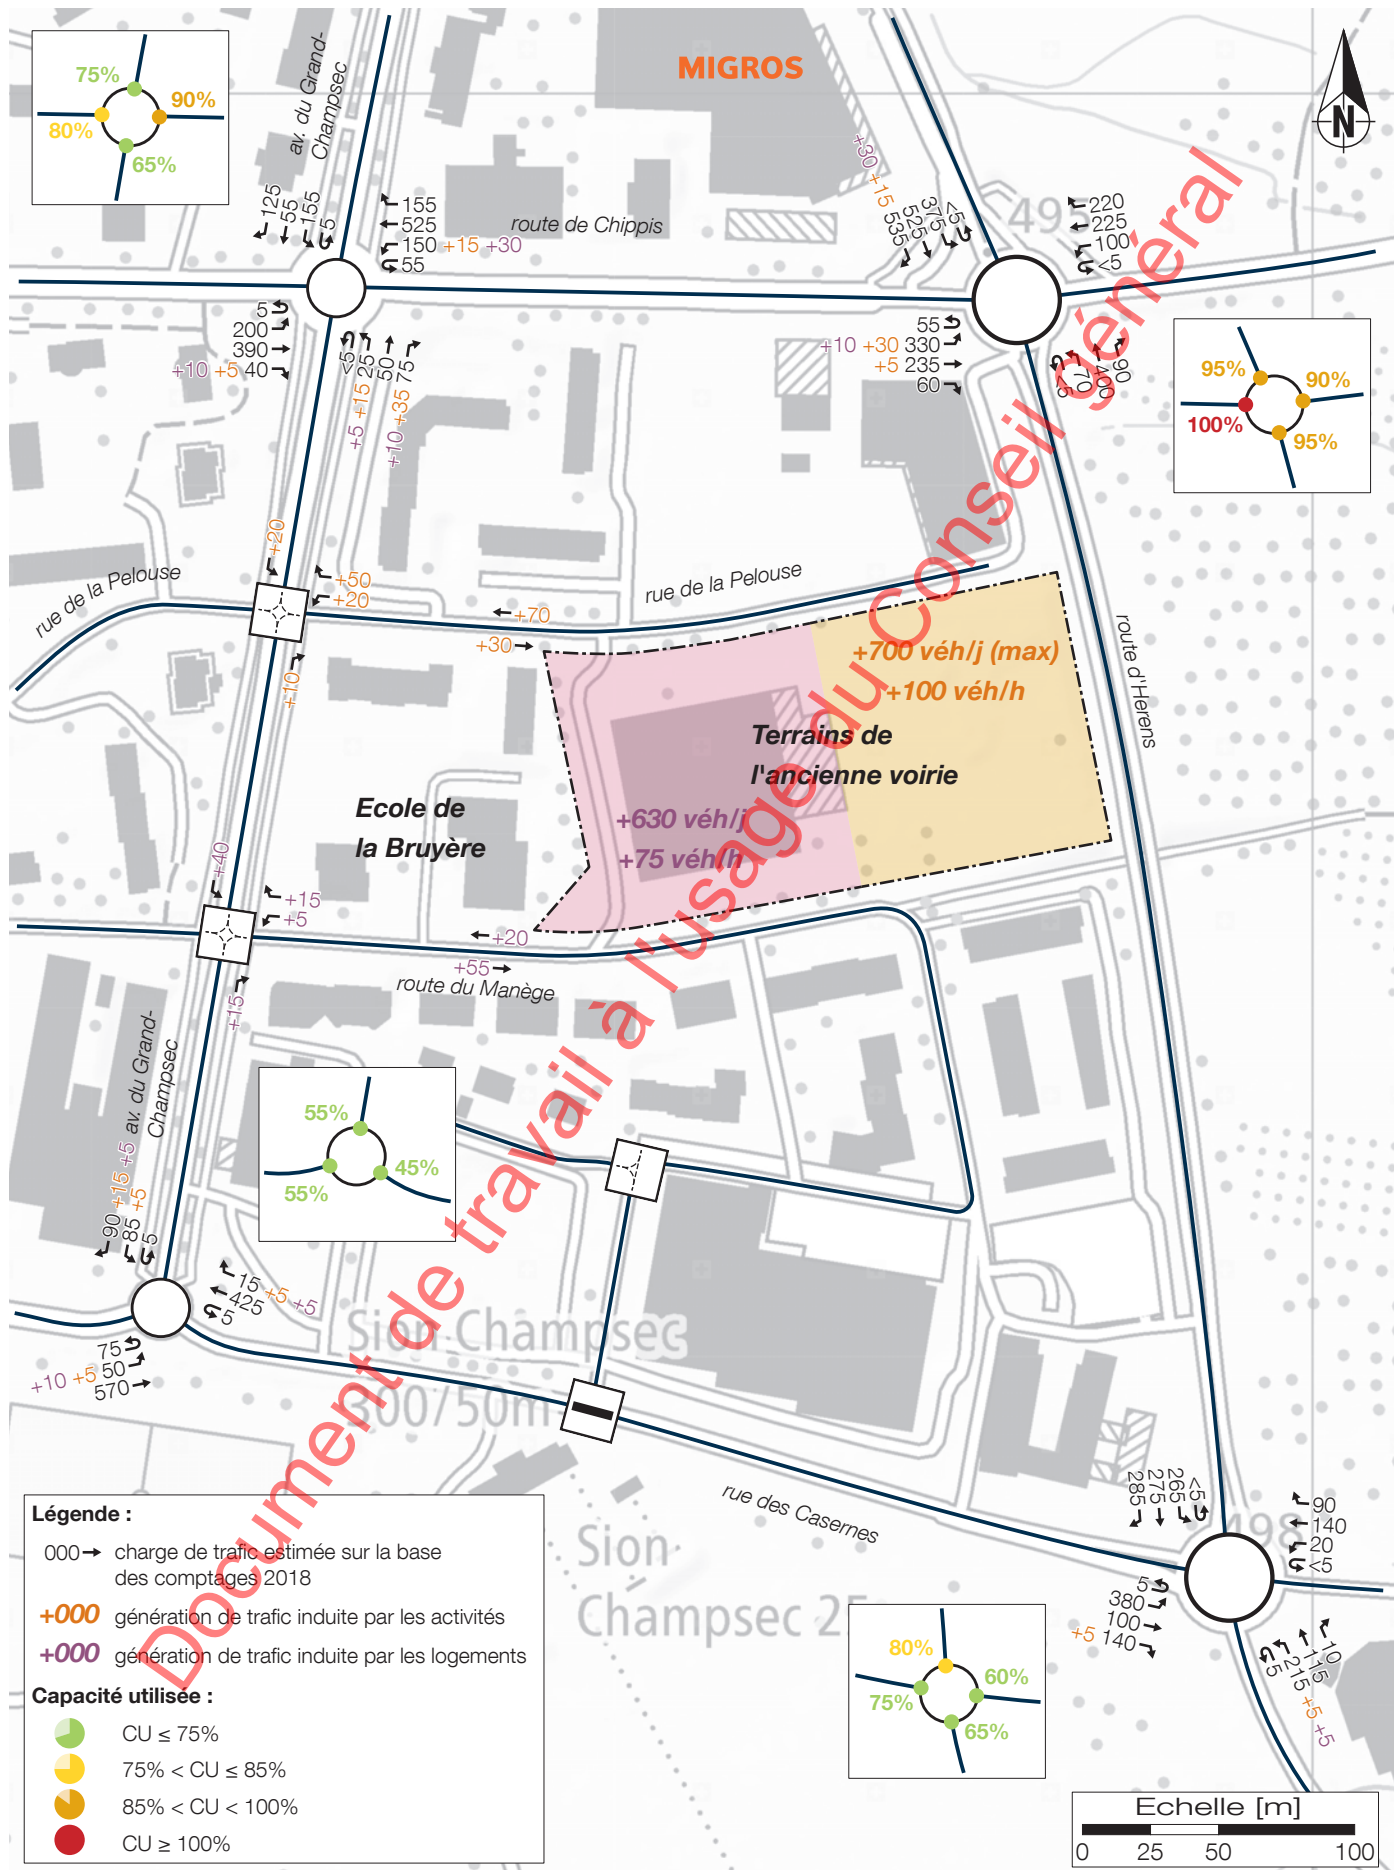 75%
90%
80%
65%
av. du Grand-
Champsec
MIGROS
N
125
55
155
5
155
525
150 +15 +30
55
route de Chippis
+30 +15 535
525
375
<5
495
220
225
100
<5
5
200
390
+10 +5 40
<5
+5 +15 25
50
+10 +35 75
55
+10 +30 330
+5 235
60
70
400
90
95%
90%
100%
95%
+20
rue de la Pelouse
+50
+20
+70
+30
rue de la Pelouse
+10
route d'Herens
+700 véh/j (max)
+100 véh/h
Terrains de
l'ancienne voirie
Ecole de
la Bruyère
+630 véh/j
+75 véh/h
+40
+15
+5
+20
+55
route du Manège
+15
av. du Grand-
Champsec
55%
45%
55%
90 +15 +5
85 +5
5
15 +5 +5
425
5
75
+10 +5 50
570
Sion Champsec
300/50m
rue des Casernes
Sion
Champsec 25
285
275
265
<5
498
90
140
20
<5
5
380
100
+5 140
5
215 +5 +5
115
10
80%
60%
75%
65%
Légende :
000 charge de trafic estimée sur la base
des comptages 2018
+000 génération de trafic induite par les activités
+000 génération de trafic induite par les logements
Capacité utilisée :
CU ≤ 75%
75% < CU ≤ 85%
85% < CU < 100%
CU ≥ 100%
Echelle [m]
0 25 50 100
Document de travail à l'usage du Conseil général